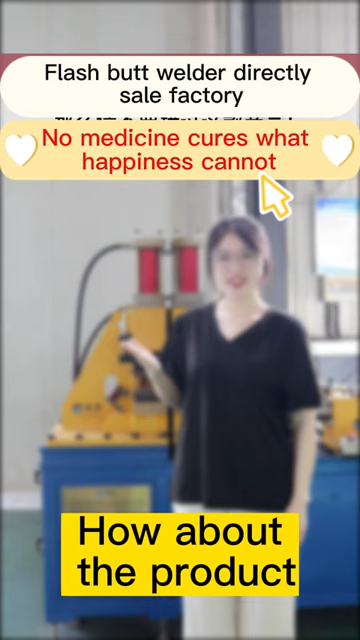 Flash butt welder directly
sale factory
No medicine cures what
happiness cannot
How about
the product